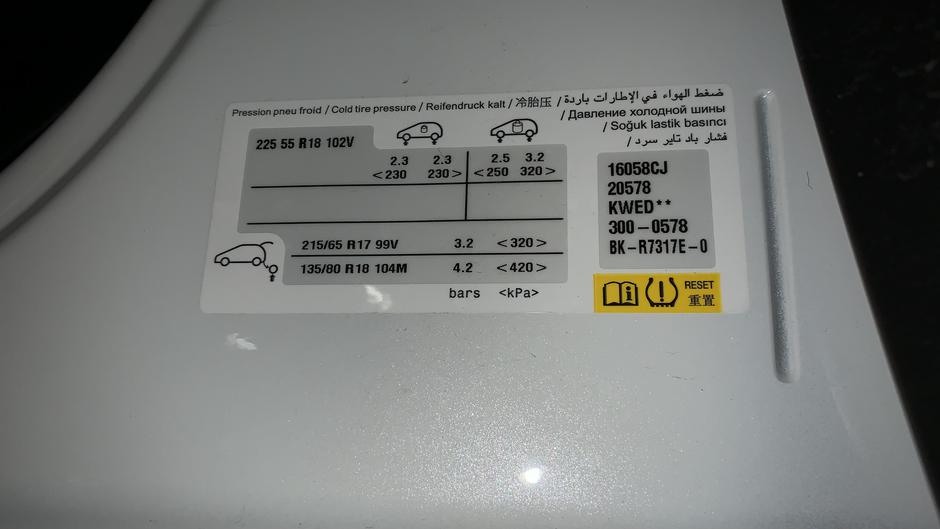 Pression pneu froid / Cold tire pressure / Reifendruck kalt / 冷胎压 / ضغط الهواء في الإطارات باردة
/ Давление холодной шины
/ Soğuk lastik basıncı
/ فشار باد تایر سرد
225 55 R18 102V
2.3 2.3 2.5 3.2
<230 230> <250 320>
215/65 R17 99V 3.2 <320>
135/80 R18 104M 4.2 <420>
bars <kPa>
16058CJ
20578
KWED**
300-0578
BK-R7317E-0
RESET
重置